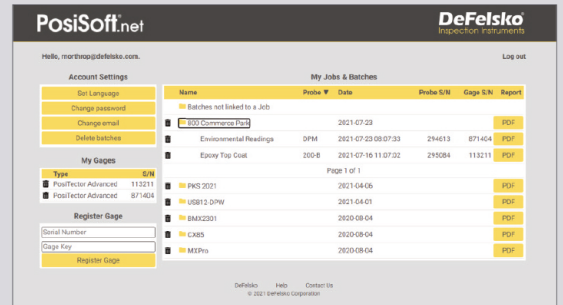 PosiSoft.net
DeFelsko®
Inspection Instruments
Hello, rnorthrop@defelsko.com.
Log out
Account Settings
Set Language
Change password
Change email
Delete batches
My Gages
Type S/N
PosiTector Advanced 113211
PosiTector Advanced 871404
Register Gage
Serial Number
Gage Key
Register Gage
My Jobs & Batches
Name Probe ▼ Date Probe S/N Gage S/N Report
Batches not linked to a Job
800 Commerce Park 2021-07-23 PDF
Environmental Readings DPM 2021-07-23 08:07:33 294613 871404 PDF
Epoxy Top Coat 200-B 2021-07-16 11:07:02 295084 113211 PDF
Page 1 of 1
PKS 2021 2021-04-06 PDF
USB12-DPW 2021-04-01 PDF
BMX2301 2020-08-04 PDF
CX85 2020-08-04 PDF
MXPro 2020-08-04 PDF
DeFelsko Help Contact Us
© 2021 DeFelsko Corporation